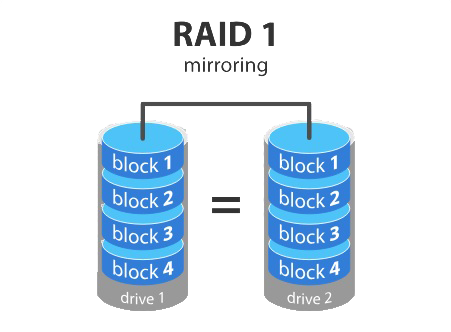 RAID 1
mirroring
block 1
block 1
block 2
block 2
=
block 3
block 3
block 4
block 4
drive 1
drive 2